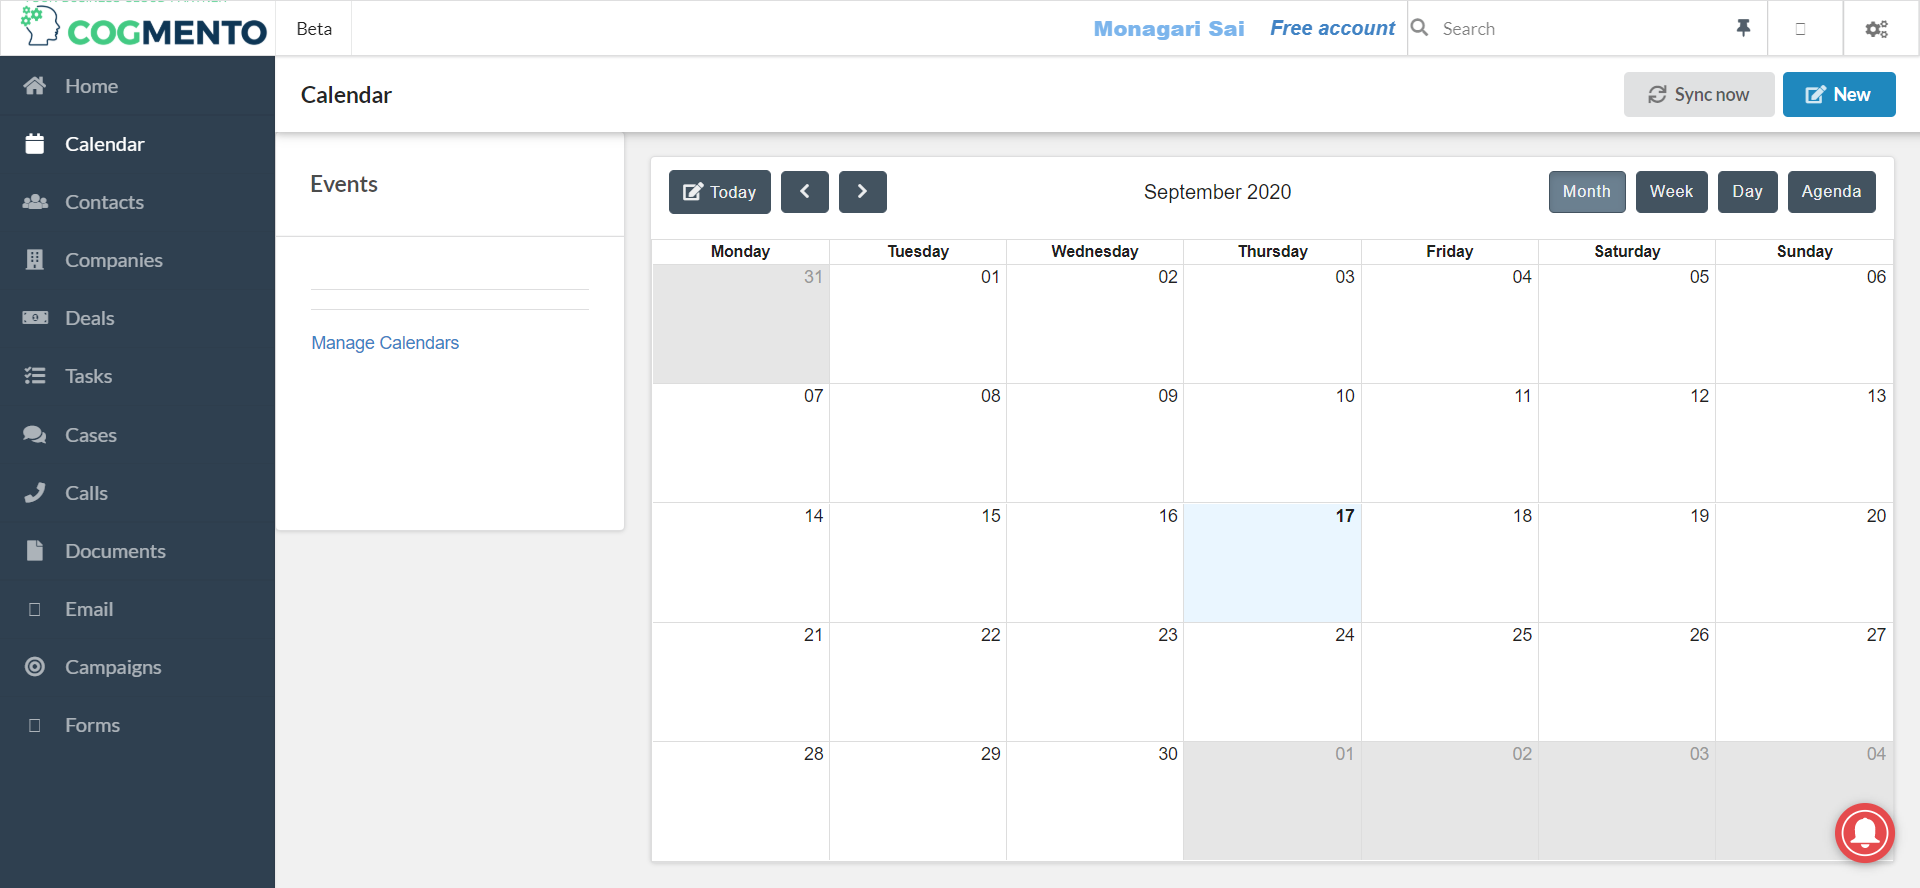 COGMENTO
Beta
Monagari Sai
Free account
Search
Home
Calendar
Contacts
Companies
Deals
Tasks
Cases
Calls
Documents
Email
Campaigns
Forms
Calendar
Sync now
New
Events
Manage Calendars
Today
September 2020
Month Week Day Agenda
Monday Tuesday Wednesday Thursday Friday Saturday Sunday
31 01 02 03 04 05 06
07 08 09 10 11 12 13
14 15 16 17 18 19 20
21 22 23 24 25 26 27
28 29 30 01 02 03 04